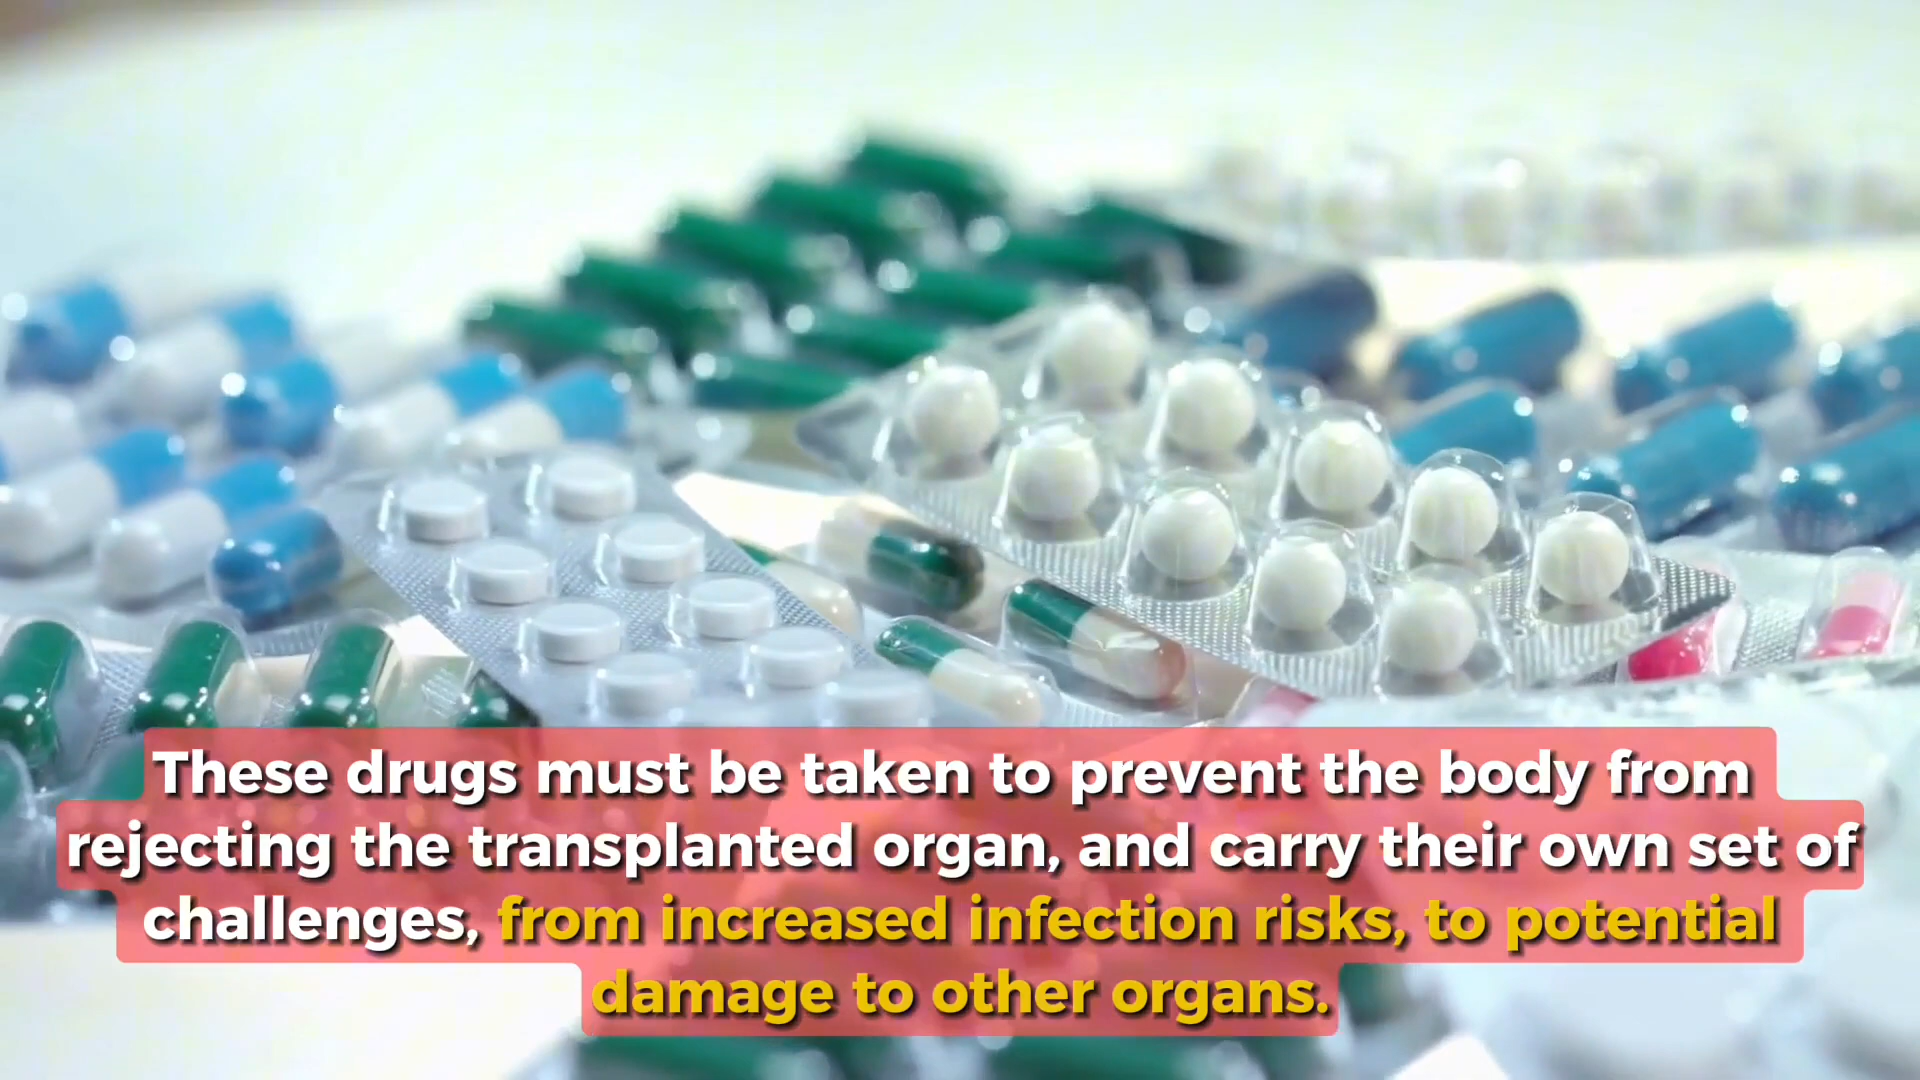 These drugs must be taken to prevent the body from
rejecting the transplanted organ, and carry their own set of
challenges, from increased infection risks, to potential
damage to other organs.